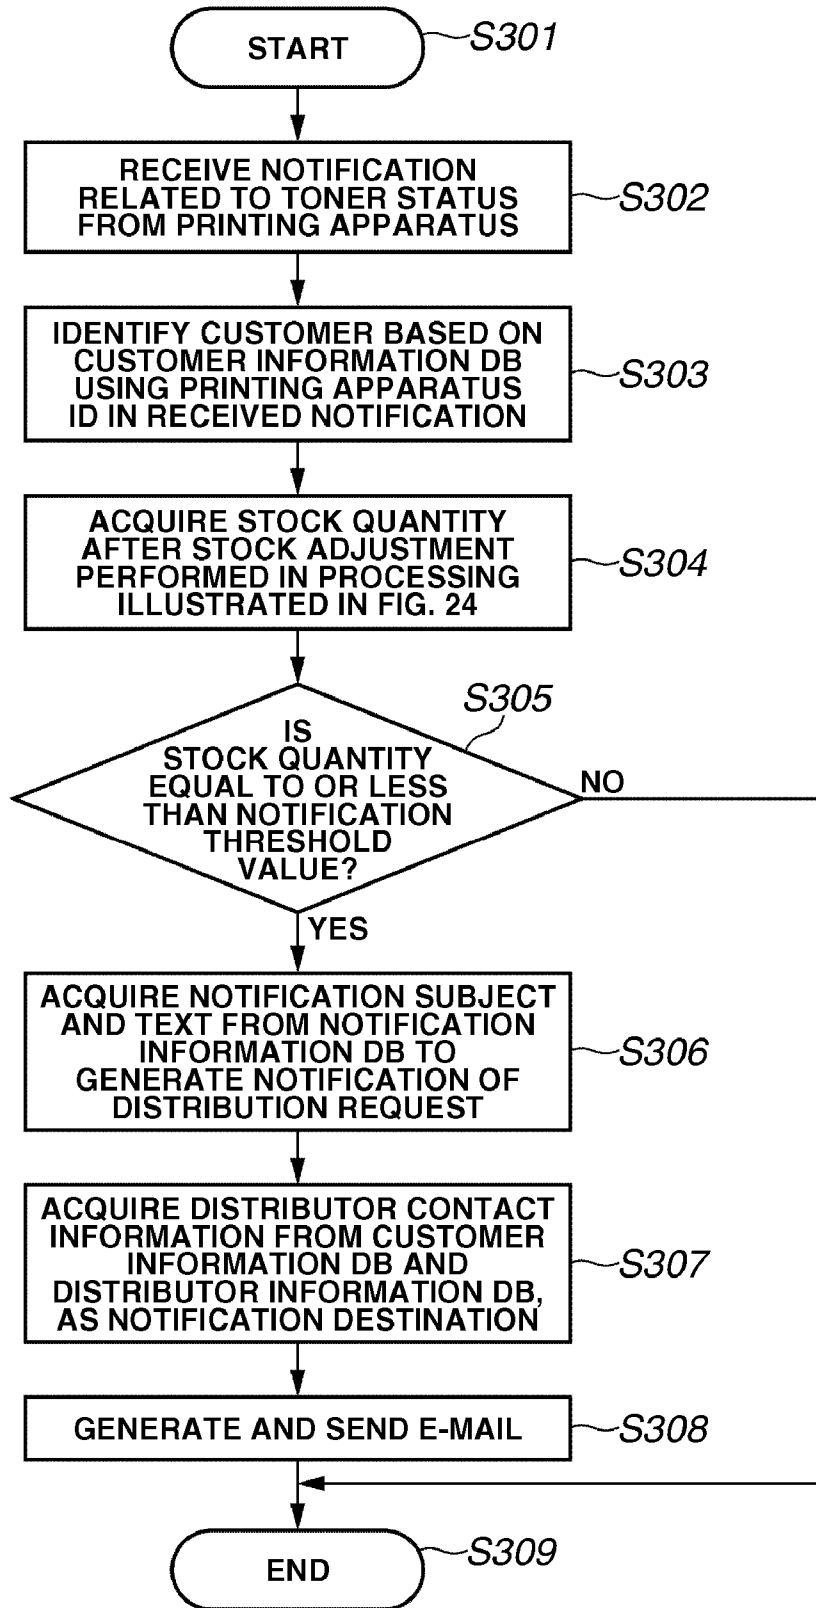 START
S301
RECEIVE NOTIFICATION
RELATED TO TONER STATUS
FROM PRINTING APPARATUS
S302
IDENTIFY CUSTOMER BASED ON
CUSTOMER INFORMATION DB
USING PRINTING APPARATUS
ID IN RECEIVED NOTIFICATION
S303
ACQUIRE STOCK QUANTITY
AFTER STOCK ADJUSTMENT
PERFORMED IN PROCESSING
ILLUSTRATED IN FIG. 24
S304
S305
IS
STOCK QUANTITY
EQUAL TO OR LESS
THAN NOTIFICATION
THRESHOLD
VALUE?
NO
YES
ACQUIRE NOTIFICATION SUBJECT
AND TEXT FROM NOTIFICATION
INFORMATION DB TO
GENERATE NOTIFICATION OF
DISTRIBUTION REQUEST
S306
ACQUIRE DISTRIBUTOR CONTACT
INFORMATION FROM CUSTOMER
INFORMATION DB AND
DISTRIBUTOR INFORMATION DB,
AS NOTIFICATION DESTINATION
S307
GENERATE AND SEND E-MAIL
S308
END
S309